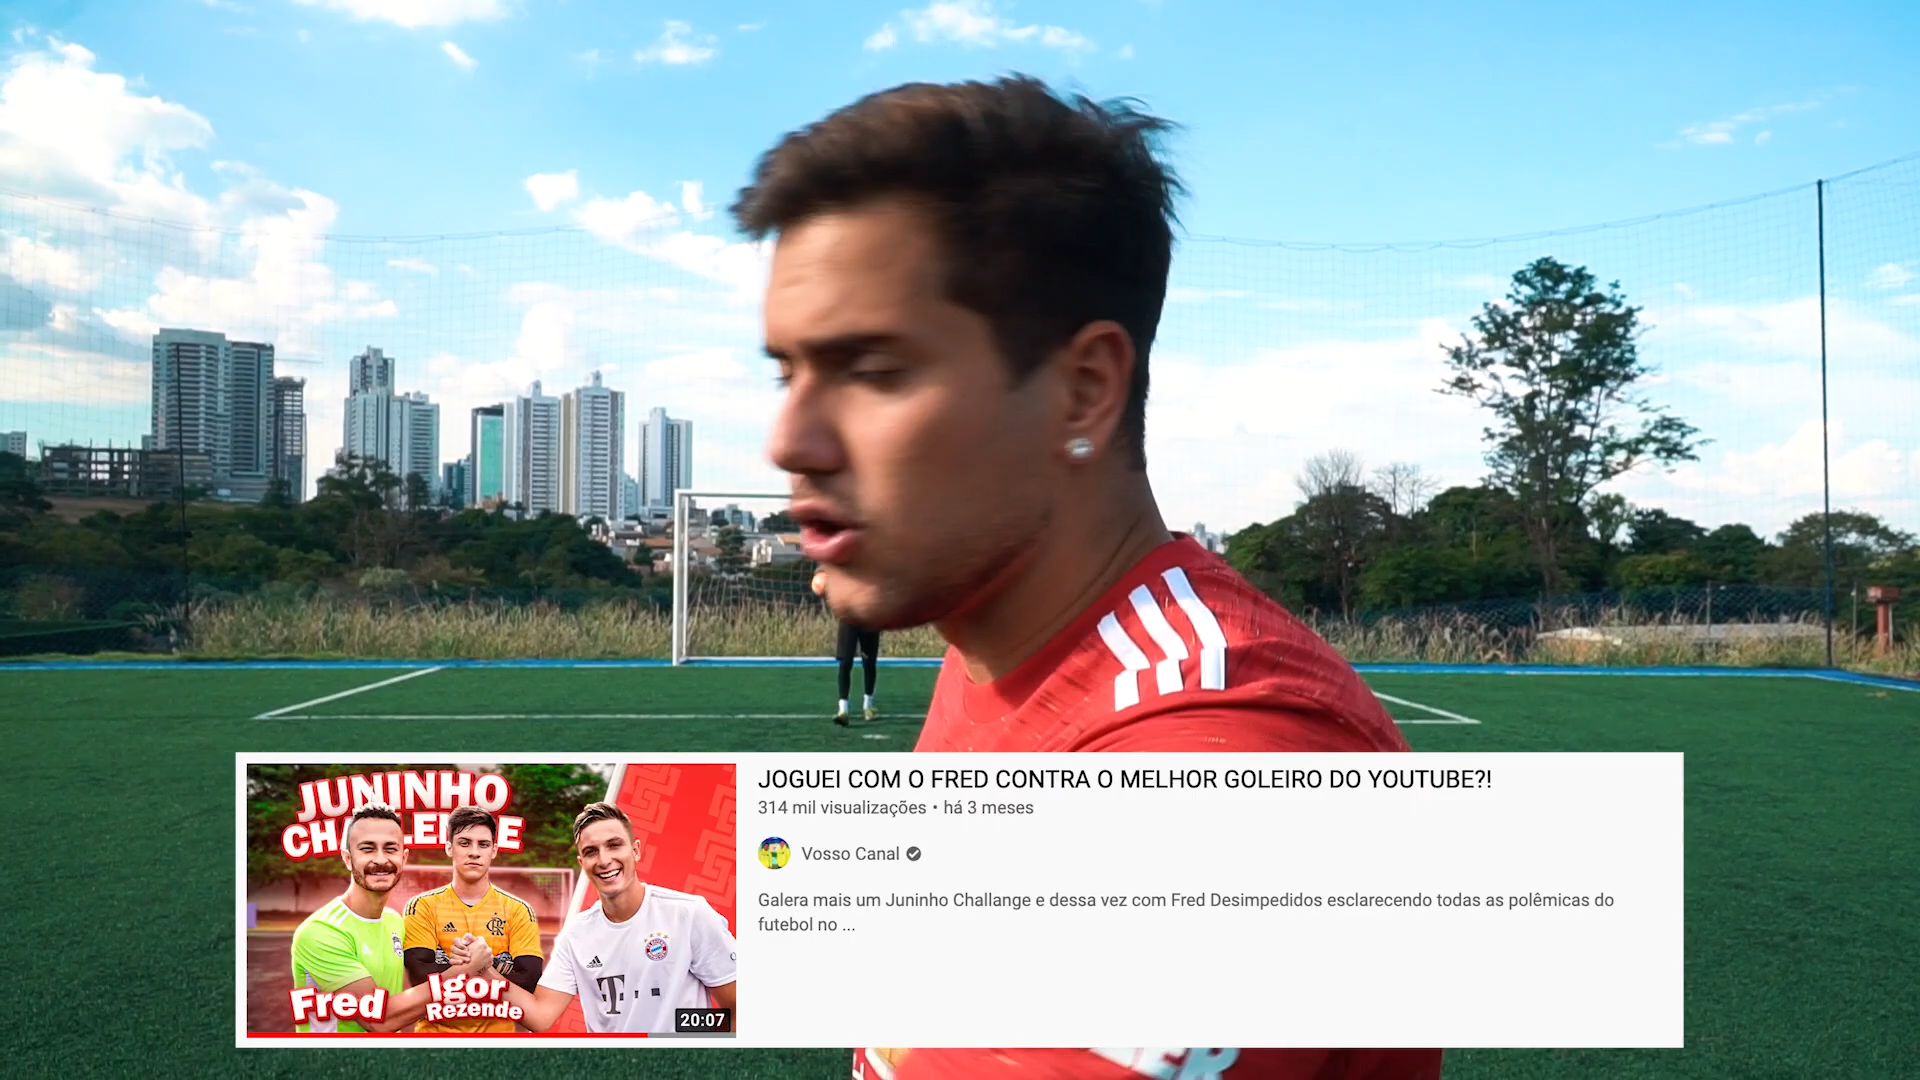 JOGUEI COM O FRED CONTRA O MELHOR GOLEIRO DO YOUTUBE?!
314 mil visualizações • há 3 meses
Vosso Canal
Galera mais um Juninho Challange e dessa vez com Fred Desimpedidos esclarecendo todas as polêmicas do
futebol no ...
JUNINHO
CHALLENGE
Fred
Igor
Rezende
20:07